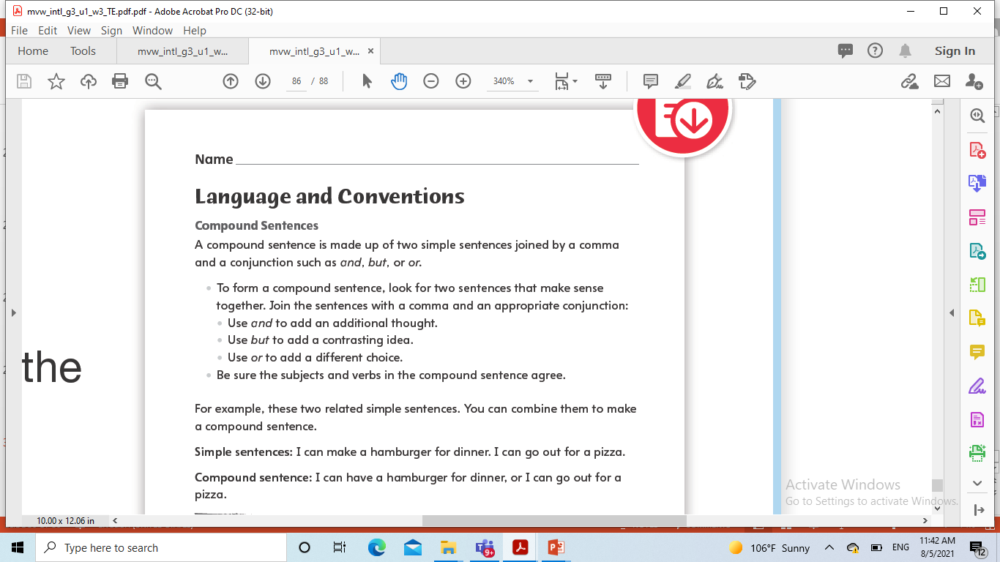 mvw_intl_g3_u1_w3_TE.pdf.pdf - Adobe Acrobat Pro DC (32-bit)
File Edit View Sign Window Help
Home Tools mvw_intl_g3_u1_w... mvw_intl_g3_u1_w... × Sign In
86 / 88 340%
Name
Language and Conventions
Compound Sentences
A compound sentence is made up of two simple sentences joined by a comma
and a conjunction such as and, but, or or.
• To form a compound sentence, look for two sentences that make sense
together. Join the sentences with a comma and an appropriate conjunction:
• Use and to add an additional thought.
• Use but to add a contrasting idea.
the
• Use or to add a different choice.
• Be sure the subjects and verbs in the compound sentence agree.
For example, these two related simple sentences. You can combine them to make
a compound sentence.
Simple sentences: I can make a hamburger for dinner. I can go out for a pizza.
Compound sentence: I can have a hamburger for dinner, or I can go out for a
pizza.
Activate Windows
Go to Settings to activate Windows.
10.00 x 12.06 in
Type here to search
9+
106°F Sunny
ENG
11:42 AM
8/5/2021
12